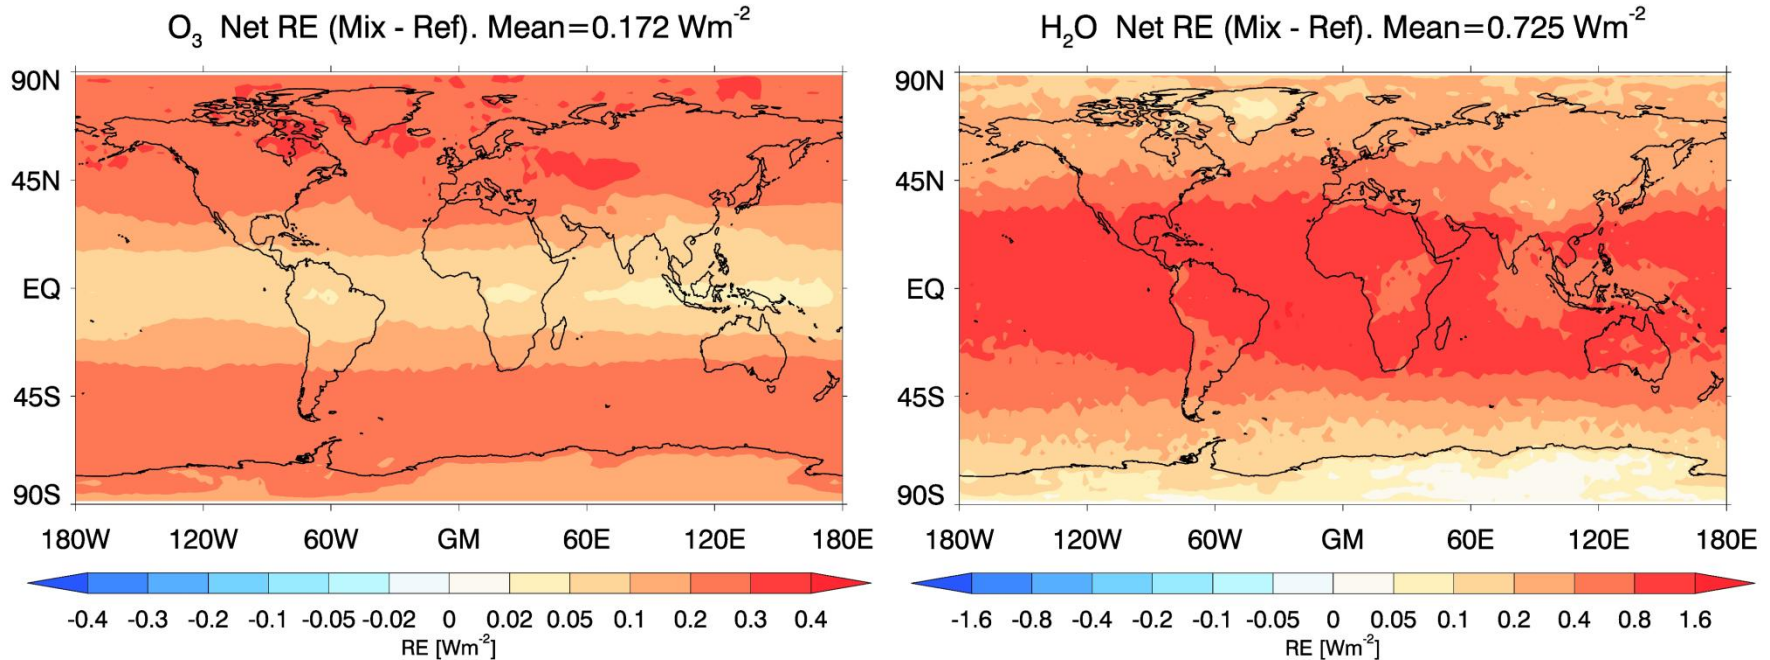 O₃ Net RE (Mix - Ref). Mean=0.172 Wm⁻²
90N
45N
EQ
45S
90S
180W 120W 60W GM 60E 120E 180E
-0.4 -0.3 -0.2 -0.1 -0.05 -0.02 0 0.02 0.05 0.1 0.2 0.3 0.4
RE [Wm⁻²]
H₂O Net RE (Mix - Ref). Mean=0.725 Wm⁻²
90N
45N
EQ
45S
90S
180W 120W 60W GM 60E 120E 180E
-1.6 -0.8 -0.4 -0.2 -0.1 -0.05 0 0.05 0.1 0.2 0.4 0.8 1.6
RE [Wm⁻²]